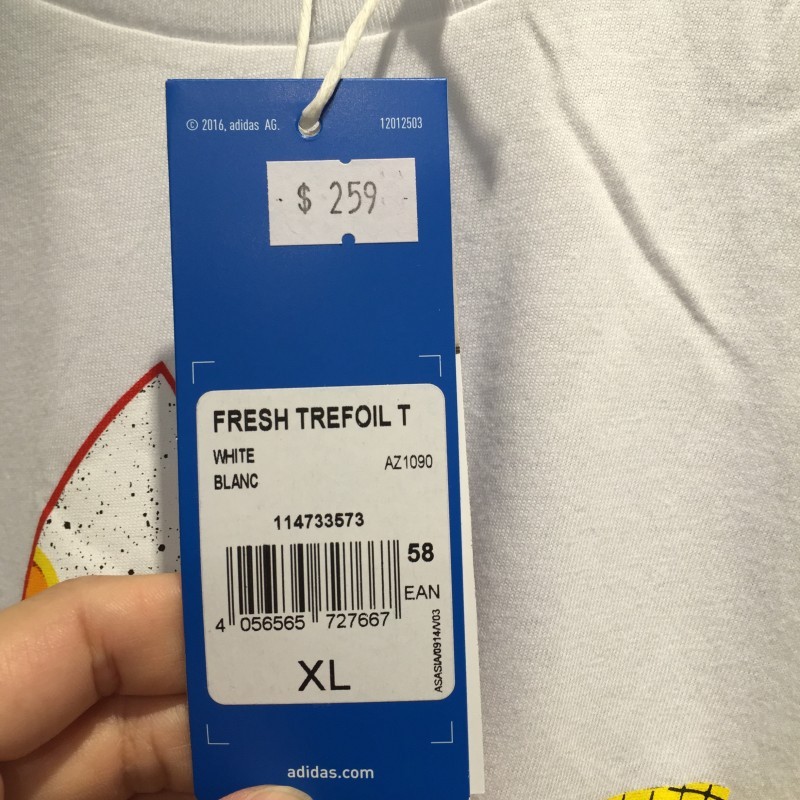 © 2016, adidas AG. 12012503
$ 259
FRESH TREFOIL T
WHITE AZ1090
BLANC
114733573
58
EAN
4 056565 727667
ASASIA/0914/V03
XL
adidas.com